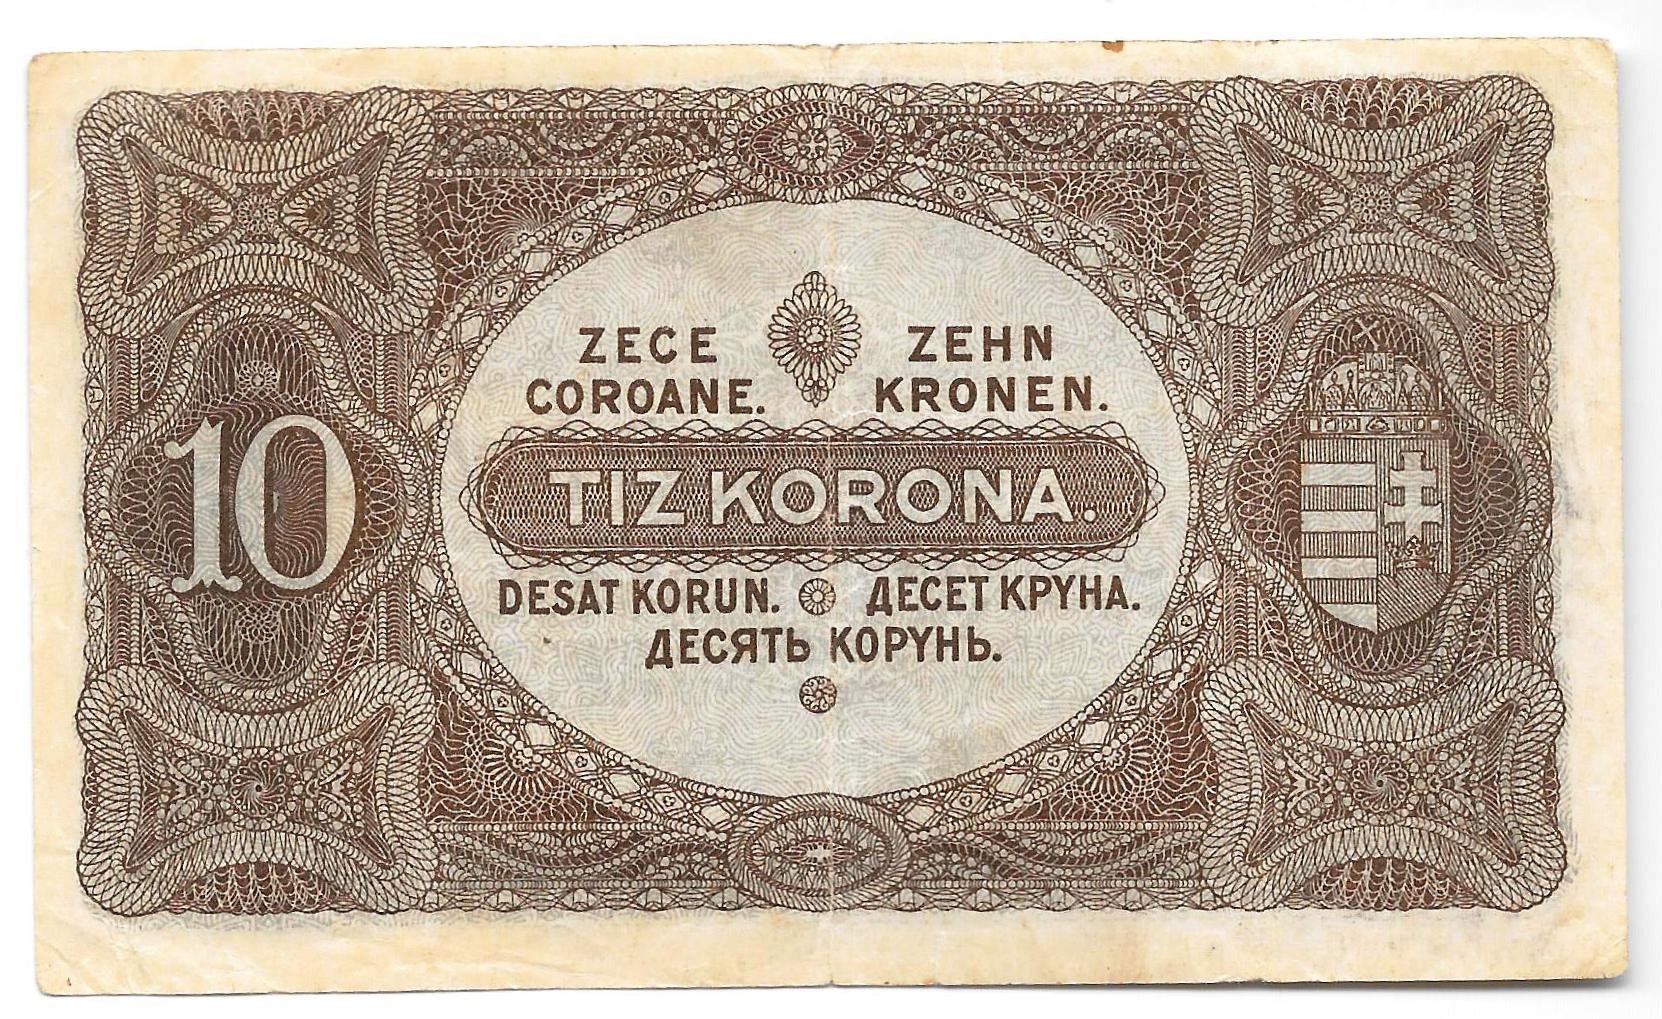 ZECE
COROANE.
ZEHN
KRONEN.
10
TIZ KORONA.
DESAT KORUN.
ДЕСЕТ КРУНА.
ДЕСЯТЬ КОРУНЬ.